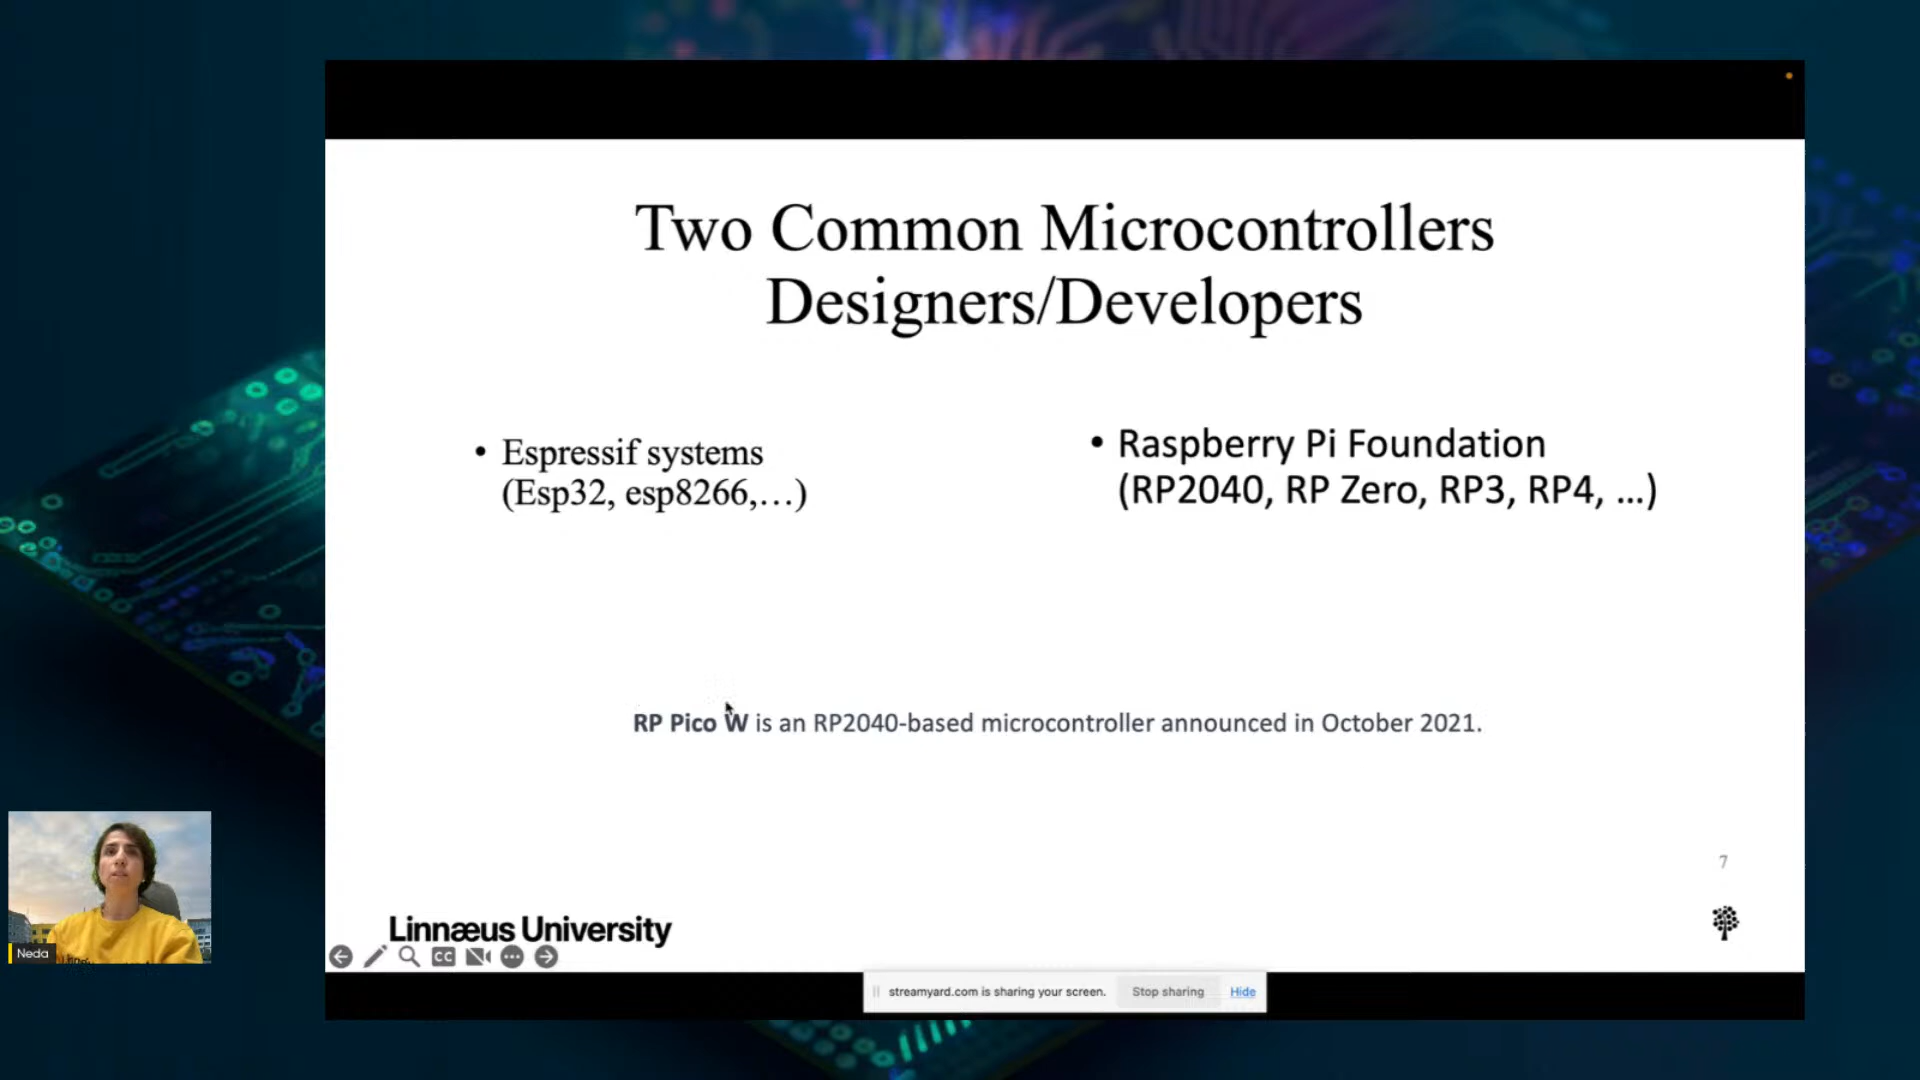 Two Common Microcontrollers
Designers/Developers
• Espressif systems
(Esp32, esp8266,…)
• Raspberry Pi Foundation
(RP2040, RP Zero, RP3, RP4, …)
RP Pico W is an RP2040-based microcontroller announced in October 2021.
7
Linnæus University
CC
streamyard.com is sharing your screen. Stop sharing Hide
Neda